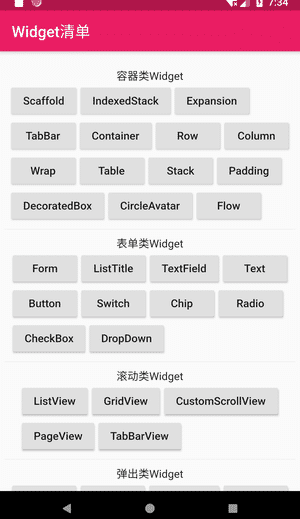 7:34
Widget清单
容器类Widget
Scaffold IndexedStack Expansion
TabBar Container Row Column
Wrap Table Stack Padding
DecoratedBox CircleAvatar Flow
表单类Widget
Form ListTitle TextField Text
Button Switch Chip Radio
CheckBox DropDown
滚动类Widget
ListView GridView CustomScrollView
PageView TabBarView
弹出类Widget